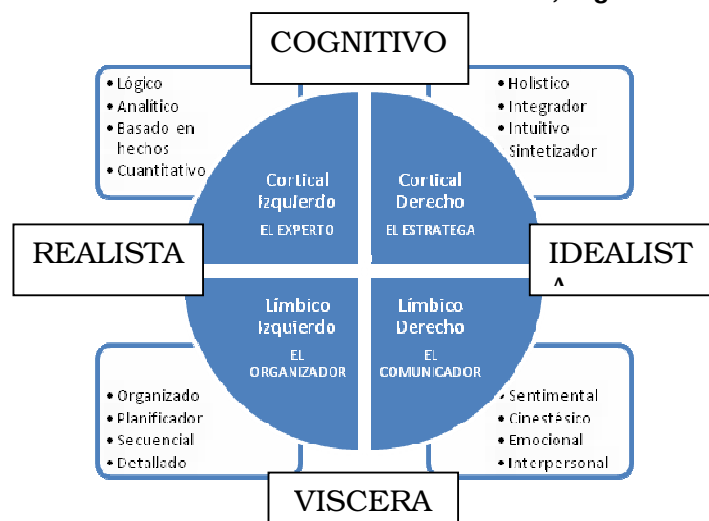 COGNITIVO
• Lógico
• Analítico
• Basado en
hechos
• Cuantitativo
• Holístico
• Integrador
• Intuitivo
Sintetizador
Cortical
Izquierdo
EL EXPERTO
Cortical
Derecho
EL ESTRATEGA
REALISTA
IDEALIST
Límbico
Izquierdo
EL
ORGANIZADOR
Límbico
Derecho
EL
COMUNICADOR
• Organizado
• Planificador
• Secuencial
• Detallado
• Sentimental
• Cinestésico
• Emocional
• Interpersonal
VISCERA